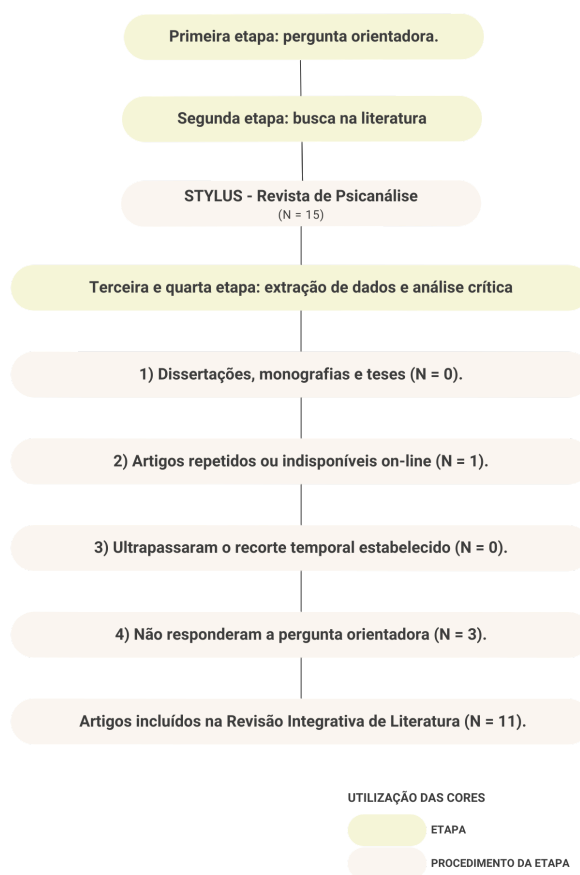 Primeira etapa: pergunta orientadora.
Segunda etapa: busca na literatura
STYLUS - Revista de Psicanálise
(N = 15)
Terceira e quarta etapa: extração de dados e análise crítica
1) Dissertações, monografias e teses (N = 0).
2) Artigos repetidos ou indisponíveis on-line (N = 1).
3) Ultrapassaram o recorte temporal estabelecido (N = 0).
4) Não responderam a pergunta orientadora (N = 3).
Artigos incluídos na Revisão Integrativa de Literatura (N = 11).
UTILIZAÇÃO DAS CORES
ETAPA
PROCEDIMENTO DA ETAPA